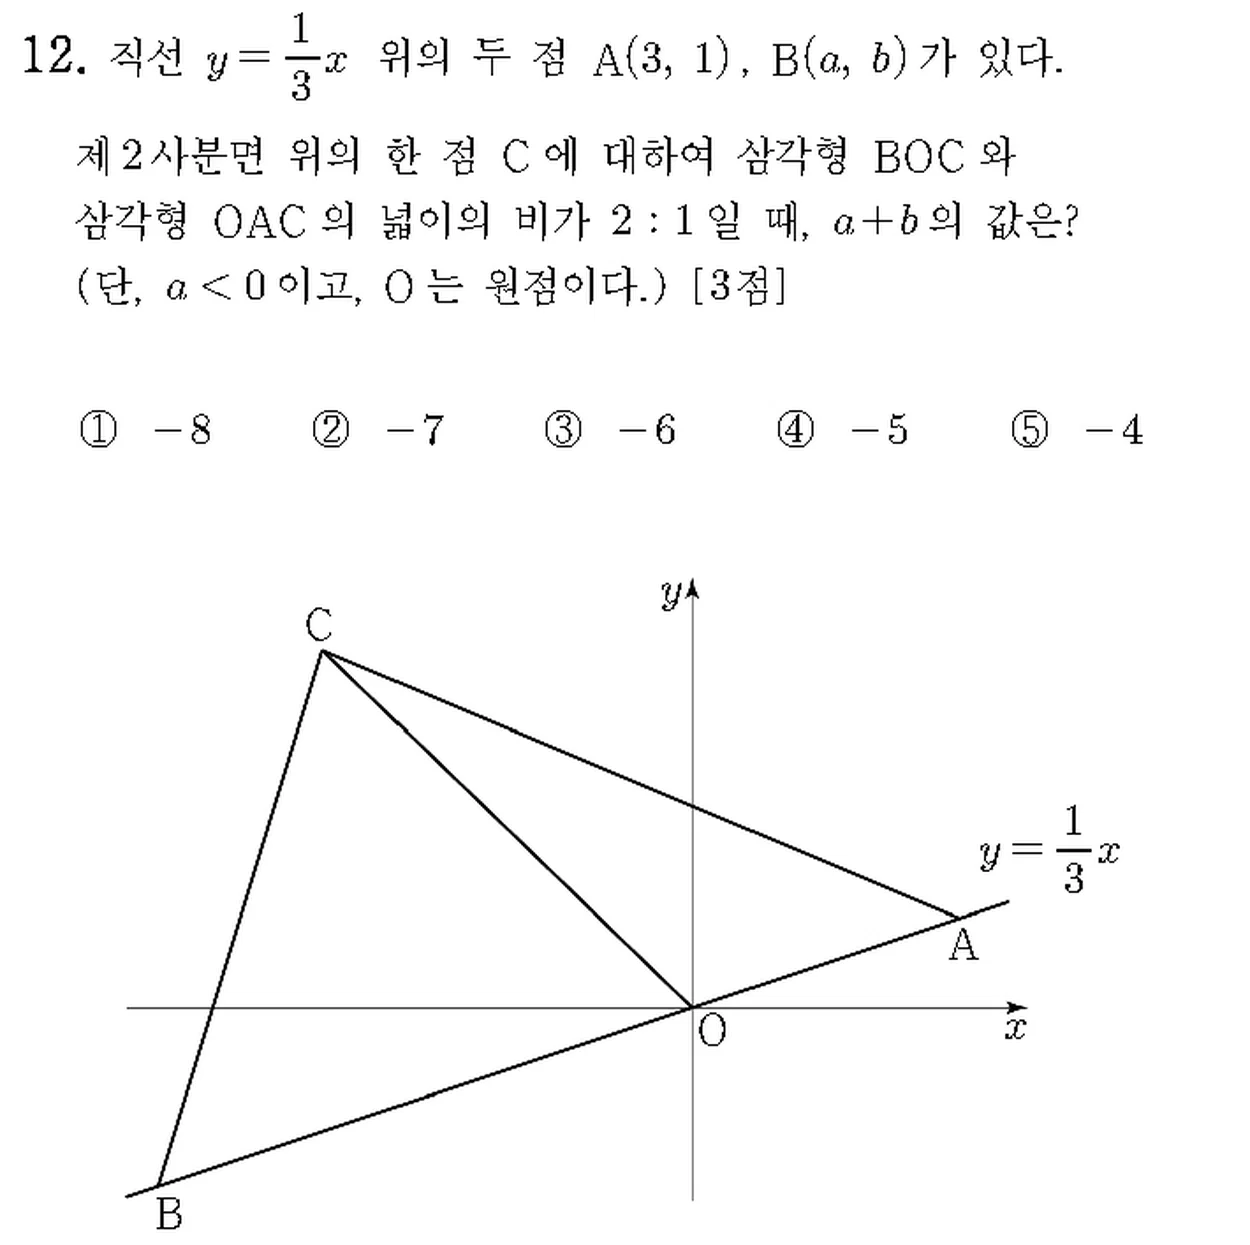 12. 직선 y=1/3x 위의 두 점 A(3, 1), B(a, b)가 있다.
제2사분면 위의 한 점 C에 대하여 삼각형 BOC와
삼각형 OAC의 넓이의 비가 2 : 1일 때, a+b의 값은?
(단, a<0이고, O는 원점이다.) [3점]
① -8 ② -7 ③ -6 ④ -5 ⑤ -4
y
C
y=1/3x
A
O
x
B